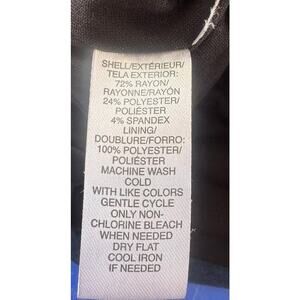 SHELL/EXTÉRIEUR/
TELA EXTERIOR:
72% RAYON/
RAYONNE/RAYÓN
24% POLYESTER/
POLIÉSTER
4% SPANDEX
LINING/
DOUBLURE/FORRO:
100% POLYESTER/
POLIÉSTER
MACHINE WASH
COLD
WITH LIKE COLORS
GENTLE CYCLE
ONLY NON-
CHLORINE BLEACH
WHEN NEEDED
DRY FLAT
COOL IRON
IF NEEDED